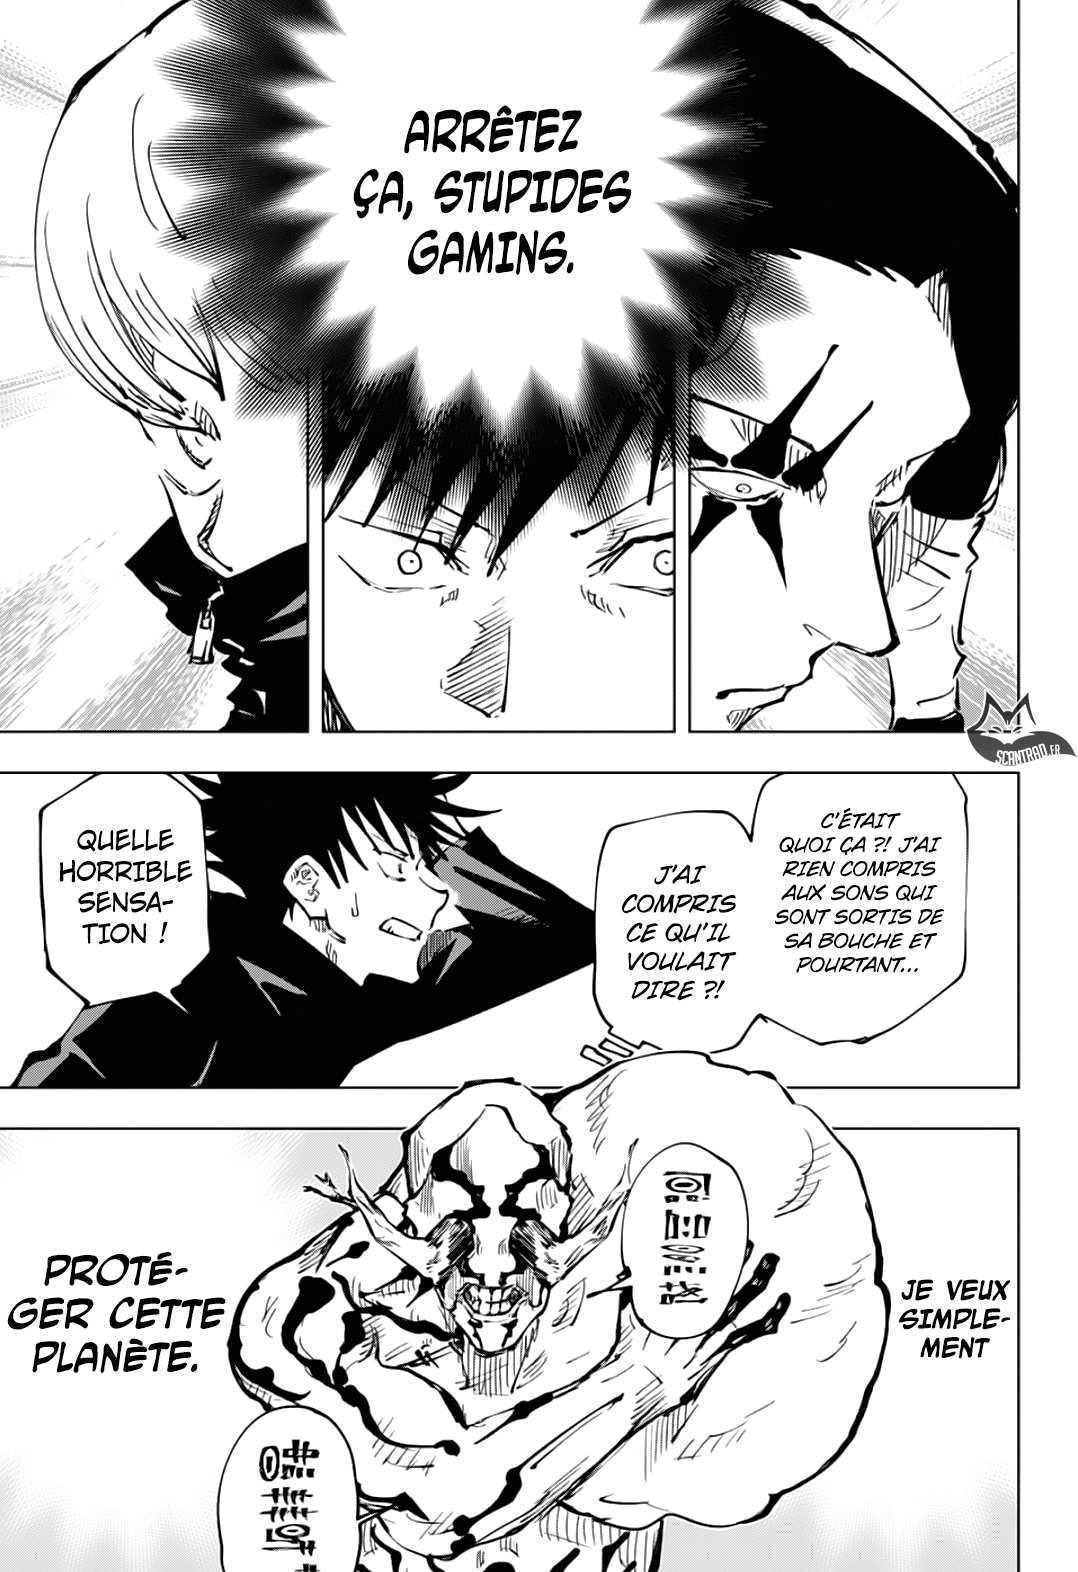 ARRÊTEZ
ÇA, STUPIDES
GAMINS.
SCANTRAD.FR
C'ÉTAIT
QUOI ÇA ?! J'AI
RIEN COMPRIS
AUX SONS QUI
SONT SORTIS DE
SA BOUCHE ET
POURTANT...
J'AI
COMPRIS
CE QU'IL
VOULAIT
DIRE ?!
QUELLE
HORRIBLE
SENSA-
TION !
JE VEUX
SIMPLE-
MENT
PROTÉ-
GER CETTE
PLANÈTE.